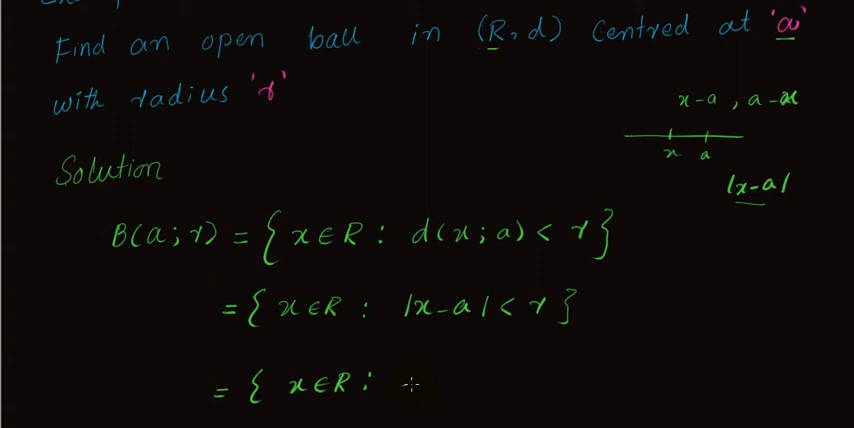 Find an open ball in (R, d) Centred at 'a'
with radius 'r'
x-a, a-x
x a
|x-a|
Solution
B(a; r) = { x ∈ R : d(x; a) < r }
= { x ∈ R : |x-a| < r }
= { x ∈ R :